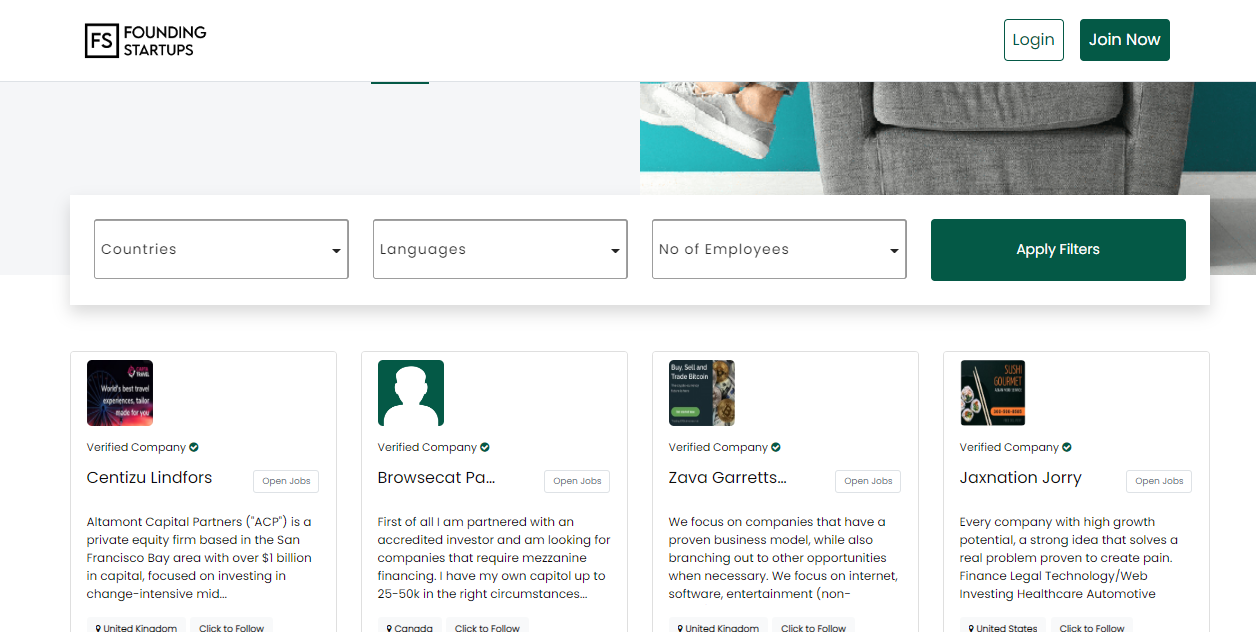 FS FOUNDING
STARTUPS
Login
Join Now
Countries
Languages
No of Employees
Apply Filters
World's best travel
experiences, tailor
made for you
Verified Company
Centizu Lindfors
Open Jobs
Altamont Capital Partners ("ACP") is a
private equity firm based in the San
Francisco Bay area with over $1 billion
in capital, focused on investing in
change-intensive mid...
United Kingdom
Click to Follow
Verified Company
Browsecat Pa...
Open Jobs
First of all I am partnered with an
accredited investor and am looking for
companies that require mezzanine
financing. I have my own capitol up to
25-50k in the right circumstances...
Canada
Click to Follow
Buy, Sell and
Trade Bitcoin
Verified Company
Zava Garretts...
Open Jobs
We focus on companies that have a
proven business model, while also
branching out to other opportunities
when necessary. We focus on internet,
software, entertainment (non-
United Kingdom
Click to Follow
SUSHI
GOURMET
Verified Company
Jaxnation Jorry
Open Jobs
Every company with high growth
potential, a strong idea that solves a
real problem proven to create pain.
Finance Legal Technology/Web
Investing Healthcare Automotive
United States
Click to Follow